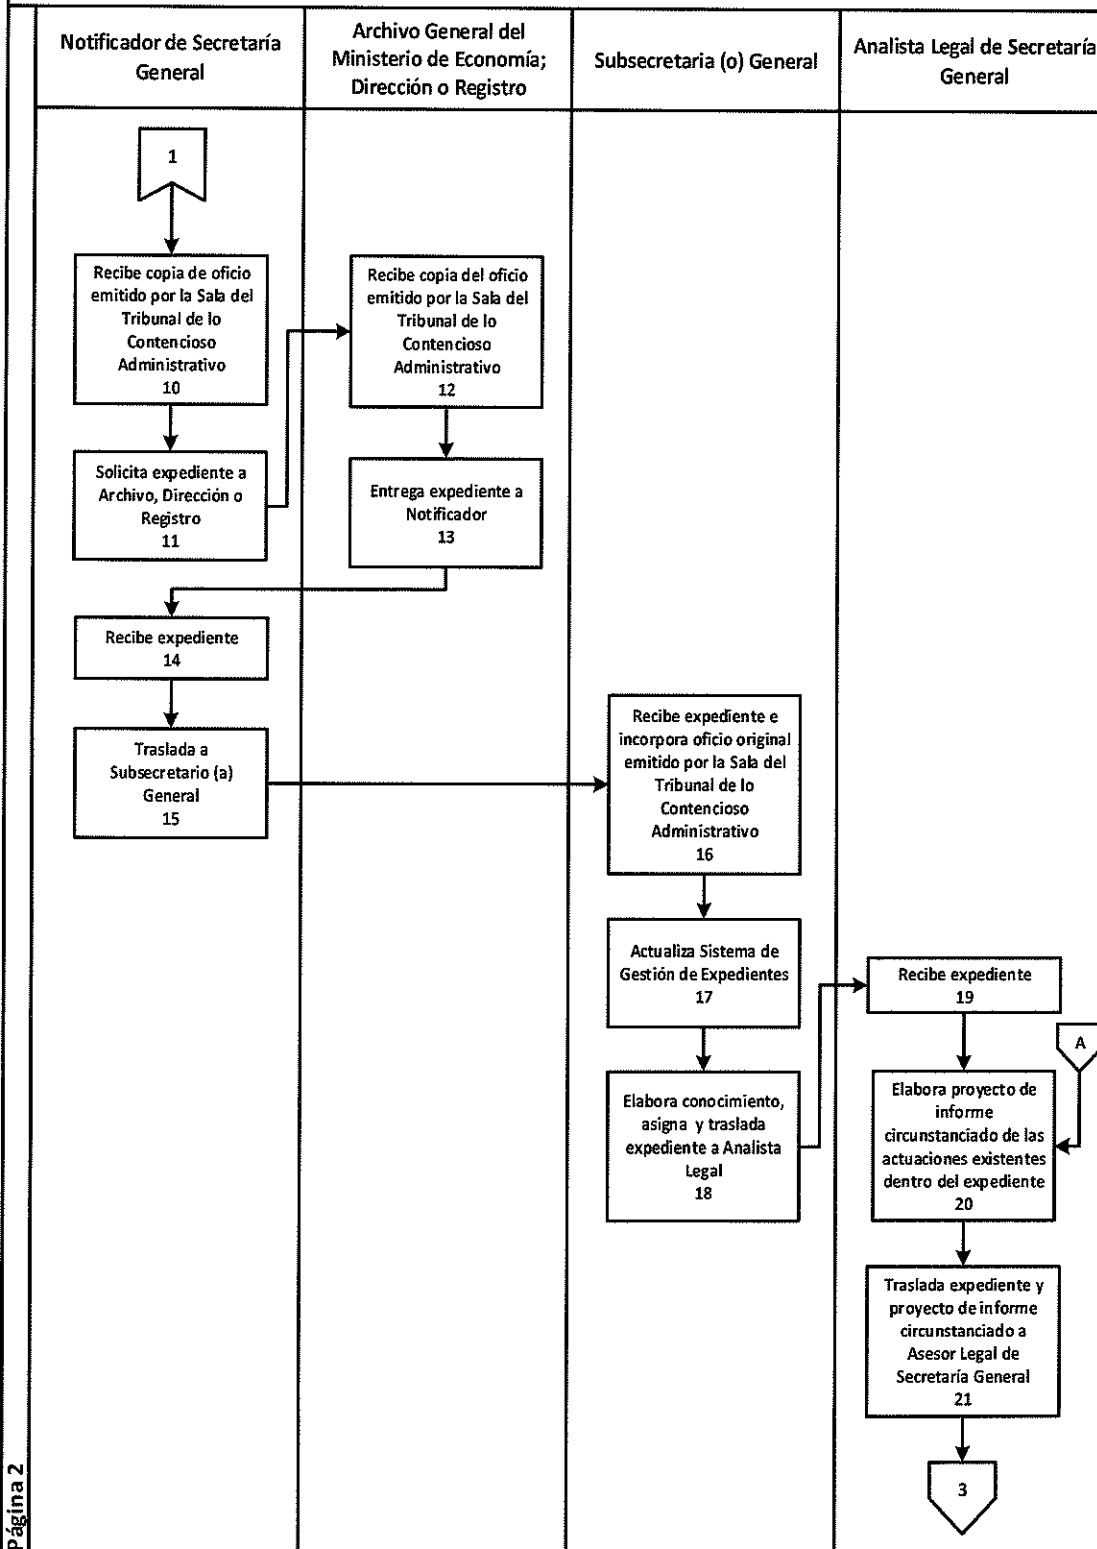 Notificador de Secretaría
General
Archivo General del
Ministerio de Economía;
Dirección o Registro
Subsecretaria (o) General
Analista Legal de Secretaría
General
1
Recibe copia de oficio
emitido por la Sala del
Tribunal de lo
Contencioso
Administrativo
10
Solicita expediente a
Archivo, Dirección o
Registro
11
Recibe copia del oficio
emitido por la Sala del
Tribunal de lo
Contencioso
Administrativo
12
Entrega expediente a
Notificador
13
Recibe expediente
14
Traslada a
Subsecretario (a)
General
15
Recibe expediente e
incorpora oficio original
emitido por la Sala del
Tribunal de lo
Contencioso
Administrativo
16
Actualiza Sistema de
Gestión de Expedientes
17
Elabora conocimiento,
asigna y traslada
expediente a Analista
Legal
18
Recibe expediente
19
A
Elabora proyecto de
informe
circunstanciado de las
actuaciones existentes
dentro del expediente
20
Traslada expediente y
proyecto de informe
circunstanciado a
Asesor Legal de
Secretaría General
21
3
Página 2